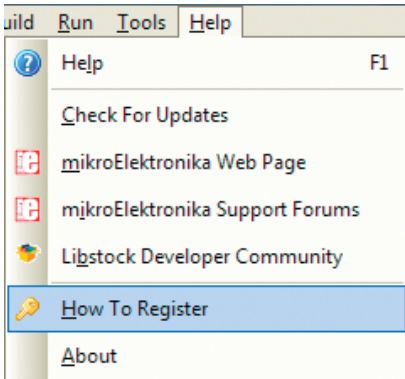 uild Run Tools Help
Help F1
Check For Updates
mikroElektronika Web Page
mikroElektronika Support Forums
Libstock Developer Community
How To Register
About